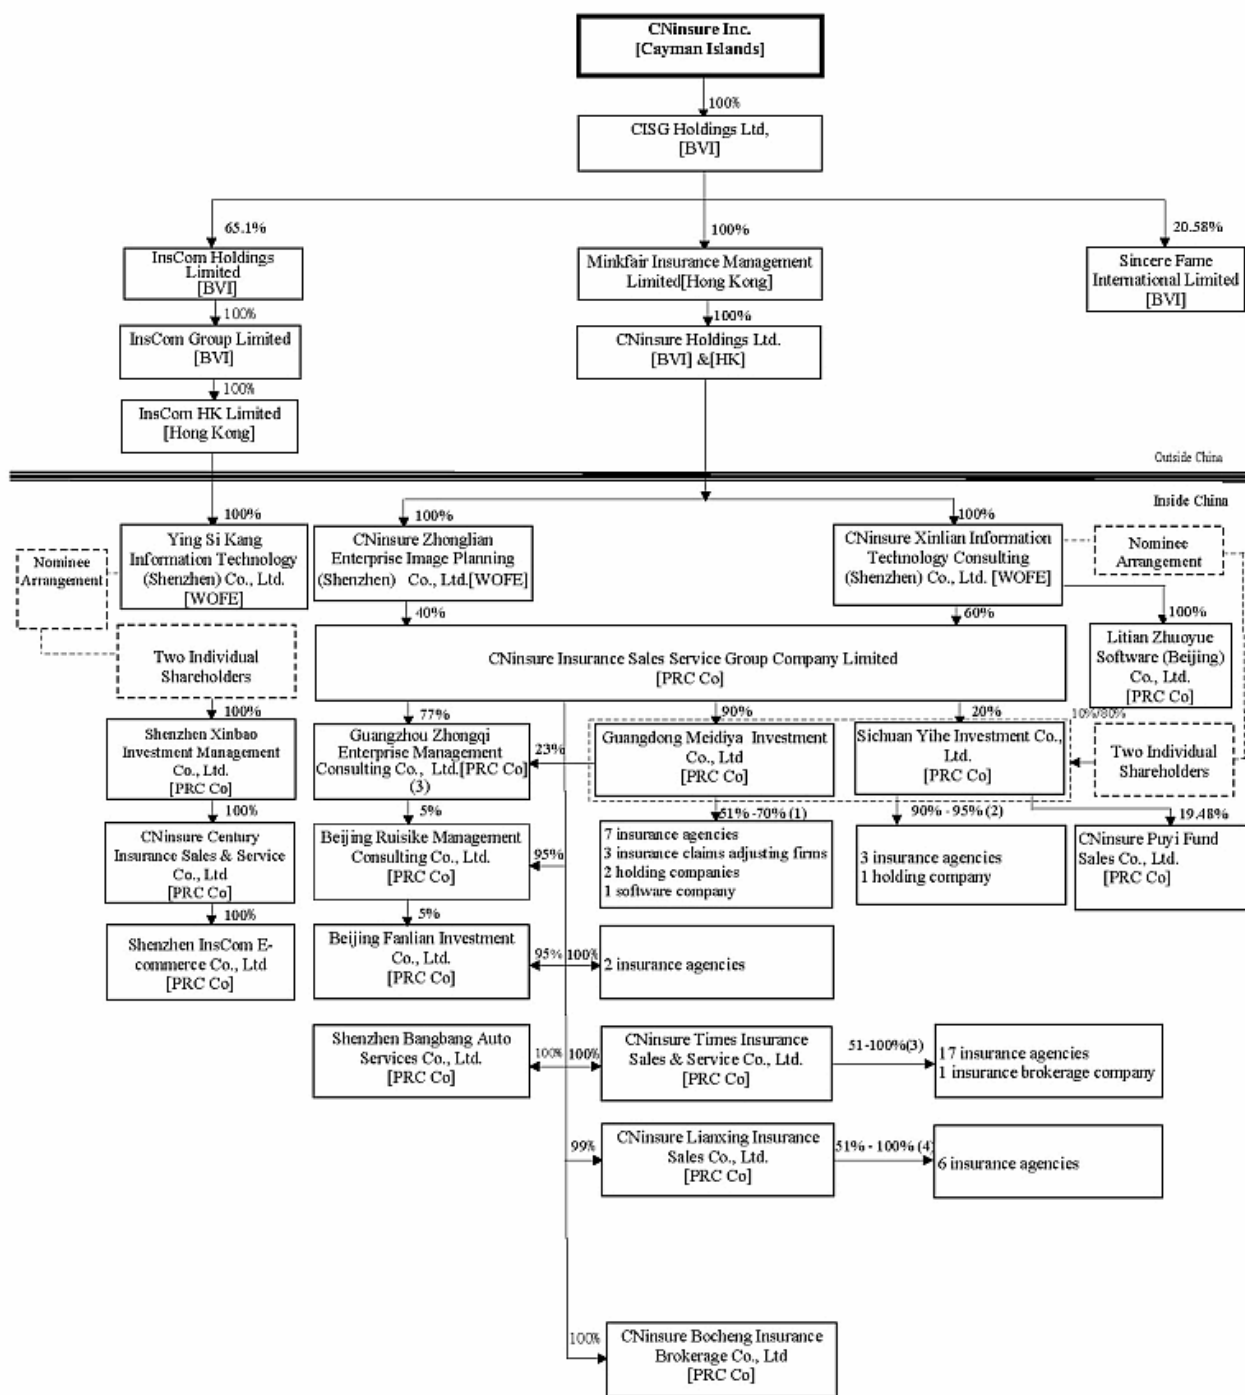 CNinsure Inc.
[Cayman Islands]
100%
CISG Holdings Ltd,
[BVI]
65.1%
100%
20.58%
InsCom Holdings
Limited
[BVI]
Minkfair Insurance Management
Limited[Hong Kong]
Sincere Fame
International Limited
[BVI]
100%
100%
InsCom Group Limited
[BVI]
CNinsure Holdings Ltd.
[BVI] &[HK]
100%
InsCom HK Limited
[Hong Kong]
Outside China
Inside China
100%
100%
100%
Nominee
Arrangement
Ying Si Kang
Information Technology
(Shenzhen) Co., Ltd.
[WOFE]
CNinsure Zhonglian
Enterprise Image Planning
(Shenzhen) Co., Ltd.[WOFE]
CNinsure Xinlian Information
Technology Consulting
(Shenzhen) Co., Ltd. [WOFE]
Nominee
Arrangement
40%
60%
100%
Two Individual
Shareholders
CNinsure Insurance Sales Service Group Company Limited
[PRC Co]
Litian Zhuoyue
Software (Beijing)
Co., Ltd.
[PRC Co]
100%
77%
90%
20%
10%/80%
Shenzhen Xinbao
Investment Management
Co., Ltd.
[PRC Co]
Guangzhou Zhongqi
Enterprise Management
Consulting Co., Ltd.[PRC Co]
(3)
23%
Guangdong Meidiya Investment
Co., Ltd
[PRC Co]
Sichuan Yihe Investment Co.,
Ltd.
[PRC Co]
Two Individual
Shareholders
100%
5%
51% -70% (1)
90% - 95% (2)
19.48%
CNinsure Century
Insurance Sales & Service
Co., Ltd
[PRC Co]
Beijing Ruisike Management
Consulting Co., Ltd.
[PRC Co]
95%
7 insurance agencies
3 insurance claims adjusting firms
2 holding companies
1 software company
3 insurance agencies
1 holding company
CNinsure Puyi Fund
Sales Co., Ltd.
[PRC Co]
100%
5%
Shenzhen InsCom E-
commerce Co., Ltd
[PRC Co]
Beijing Fanlian Investment
Co., Ltd.
[PRC Co]
95%
100%
2 insurance agencies
Shenzhen Bangbang Auto
Services Co., Ltd.
[PRC Co]
100%
100%
CNinsure Times Insurance
Sales & Service Co., Ltd.
[PRC Co]
51-100%(3)
17 insurance agencies
1 insurance brokerage company
99%
CNinsure Lianxing Insurance
Sales Co., Ltd.
[PRC Co]
51% - 100% (4)
6 insurance agencies
100%
CNinsure Bocheng Insurance
Brokerage Co., Ltd
[PRC Co]